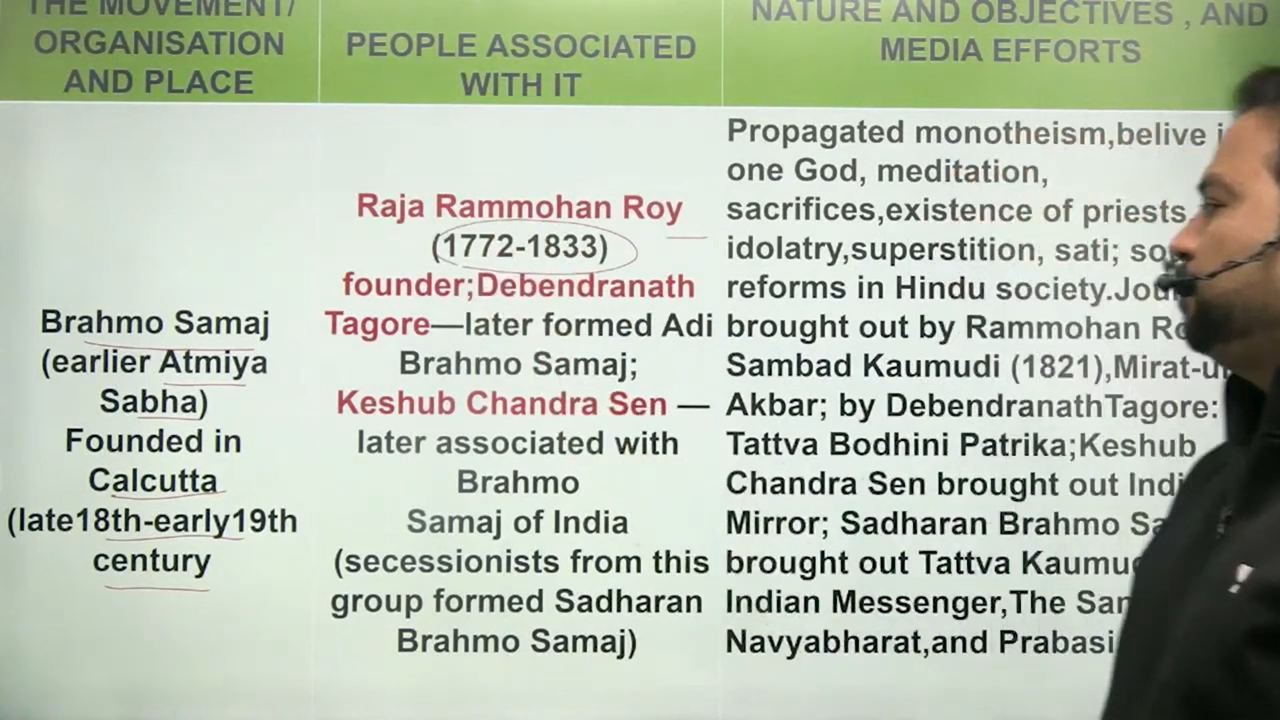 THE MOVEMENT/
ORGANISATION
AND PLACE
PEOPLE ASSOCIATED
WITH IT
NATURE AND OBJECTIVES , AND
MEDIA EFFORTS
Brahmo Samaj
(earlier Atmiya
Sabha)
Founded in
Calcutta
(late18th-early19th
century
Raja Rammohan Roy
(1772-1833)
founder;Debendranath
Tagore—later formed Adi
Brahmo Samaj;
Keshub Chandra Sen —
later associated with
Brahmo
Samaj of India
(secessionists from this
group formed Sadharan
Brahmo Samaj)
Propagated monotheism,belive
one God, meditation,
sacrifices,existence of priests
idolatry,superstition, sati;
reforms in Hindu society.
brought out by Rammohan
Sambad Kaumudi (1821),
Akbar; by DebendranathTagore:
Tattva Bodhini Patrika;Keshub
Chandra Sen brought out
Mirror; Sadharan Brahmo
brought out Tattva
Indian Messenger,The
Navyabharat,and Prabasi